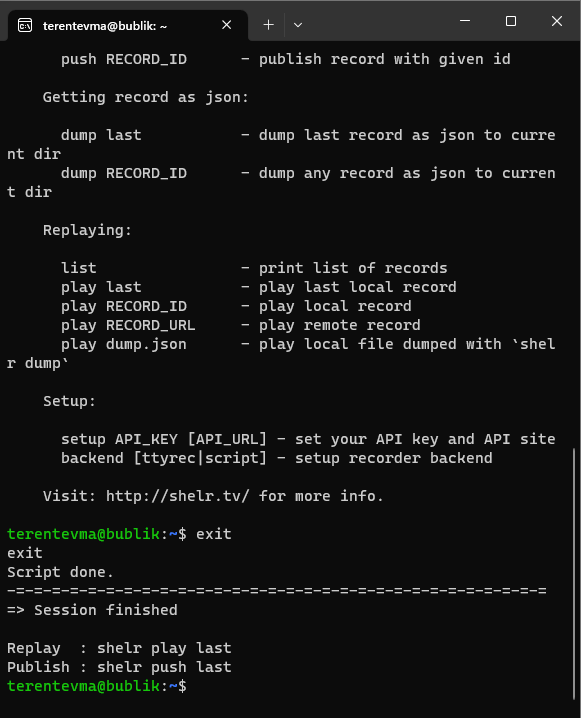 terentevma@bublik: ~
push RECORD_ID      - publish record with given id
Getting record as json:
dump last           - dump last record as json to curre
nt dir
dump RECORD_ID      - dump any record as json to curren
t dir
Replaying:
list                - print list of records
play last           - play last local record
play RECORD_ID      - play local record
play RECORD_URL     - play remote record
play dump.json      - play local file dumped with `shel
r dump`
Setup:
setup API_KEY [API_URL] - set your API key and API site
backend [ttyrec|script] - setup recorder backend
Visit: http://shelr.tv/ for more info.
terentevma@bublik:~$ exit
exit
Script done.
-=-=-=-=-=-=-=-=-=-=-=-=-=-=-=-=-=-=-=-=-=-=-=-=-=-=-=-=-=-=
=> Session finished
Replay  : shelr play last
Publish : shelr push last
terentevma@bublik:~$